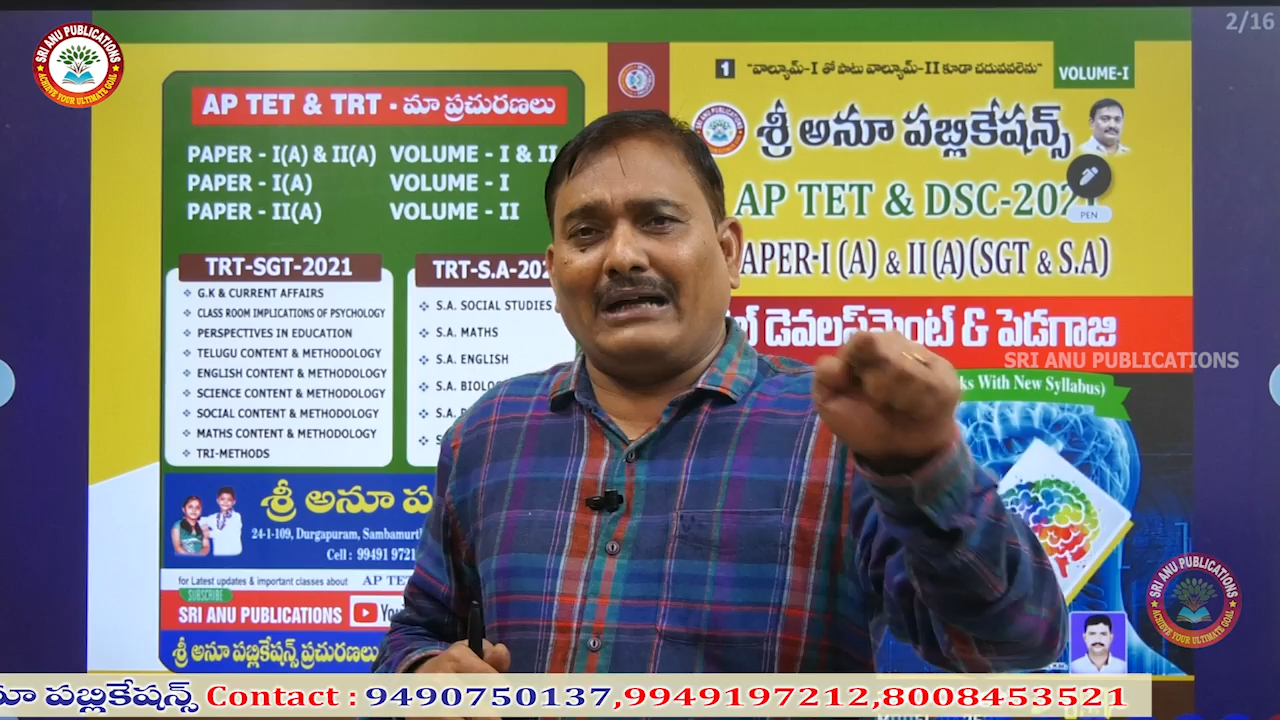 2/16
SRI ANU PUBLICATIONS
ACHIEVE YOUR ULTIMATE GOAL
AP TET & TRT - మా ప్రచురణలు
PAPER - I(A) & II(A) VOLUME - I & II
PAPER - I(A) VOLUME - I
PAPER - II(A) VOLUME - II
TRT-SGT-2021
G.K & CURRENT AFFAIRS
CLASS ROOM IMPLICATIONS OF PSYCHOLOGY
PERSPECTIVES IN EDUCATION
TELUGU CONTENT & METHODOLOGY
ENGLISH CONTENT & METHODOLOGY
SCIENCE CONTENT & METHODOLOGY
SOCIAL CONTENT & METHODOLOGY
MATHS CONTENT & METHODOLOGY
TRI-METHODS
TRT-S.A-202
S.A. SOCIAL STUDIES
S.A. MATHS
S.A. ENGLISH
S.A. BIOLO
S.A.
శ్రీ అనూ ప
24-1-109, Durgapuram, Sambamurt
Cell : 99491 9721
for Latest updates & important classes about AP TET
SUBSCRIBE
SRI ANU PUBLICATIONS
శ్రీ అనూ పబ్లికేషన్స్ ప్రచురణలు
1 "వాల్యూమ్-I తో పాటు వాల్యూమ్-II కూడా చదువవలెను"
VOLUME-I
శ్రీ అనూ పబ్లికేషన్స్
AP TET & DSC-202
PEN
APER-I (A) & II (A) (SGT & S.A)
డెవలప్‌మెంట్ & పెడగాజి
SRI ANU PUBLICATIONS
ks With New Syllabus)
SRI ANU PUBLICATIONS
ACHIEVE YOUR ULTIMATE GOAL
పబ్లికేషన్స్ Contact : 9490750137,9949197212,8008453521